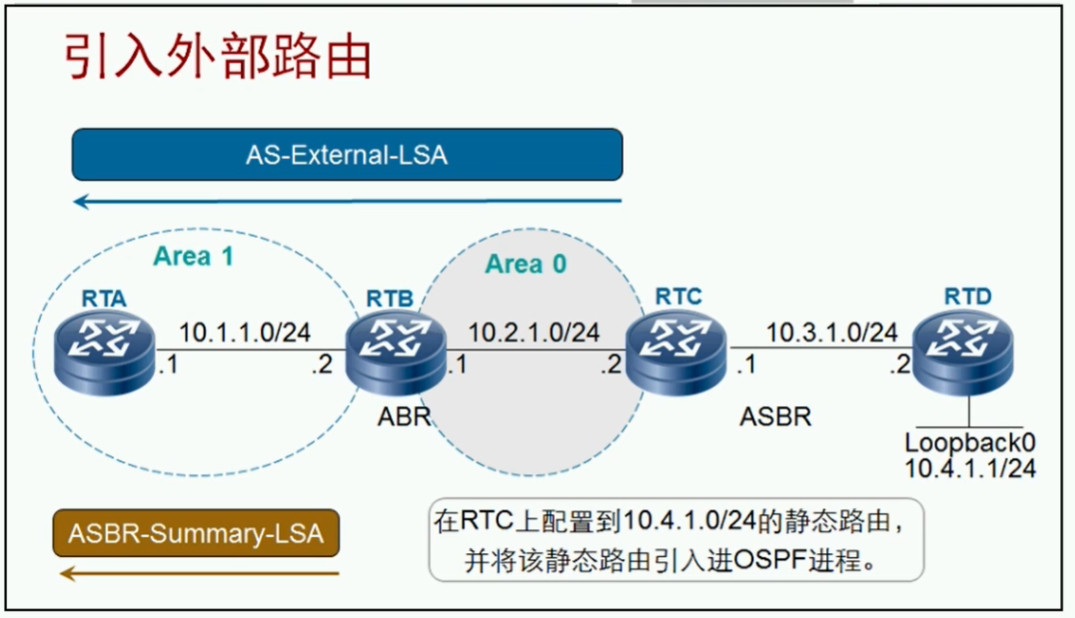 引入外部路由
AS-External-LSA
Area 1
Area 0
RTA
RTB
RTC
RTD
10.1.1.0/24
10.2.1.0/24
10.3.1.0/24
.1
.2
.1
.2
.1
.2
ABR
ASBR
Loopback0
10.4.1.1/24
ASBR-Summary-LSA
在RTC上配置到10.4.1.0/24的静态路由，
并将该静态路由引入进OSPF进程。